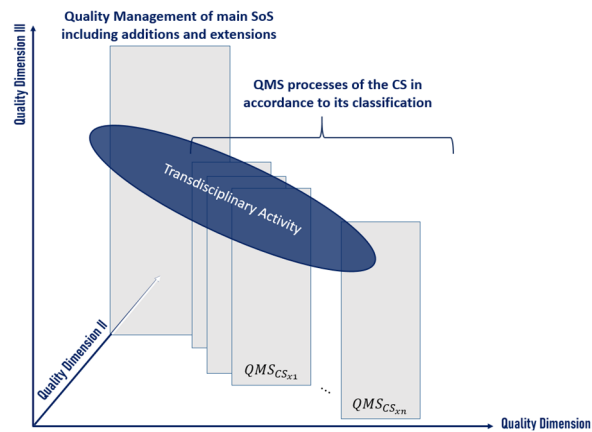 Quality Management of main SoS
including additions and extensions
Quality Dimension III
QMS processes of the CS in
accordance to its classification
Transdisciplinary Activity
Quality Dimension II
QMS_{CS_{x1}}
...
QMS_{CS_{xn}}
Quality Dimension